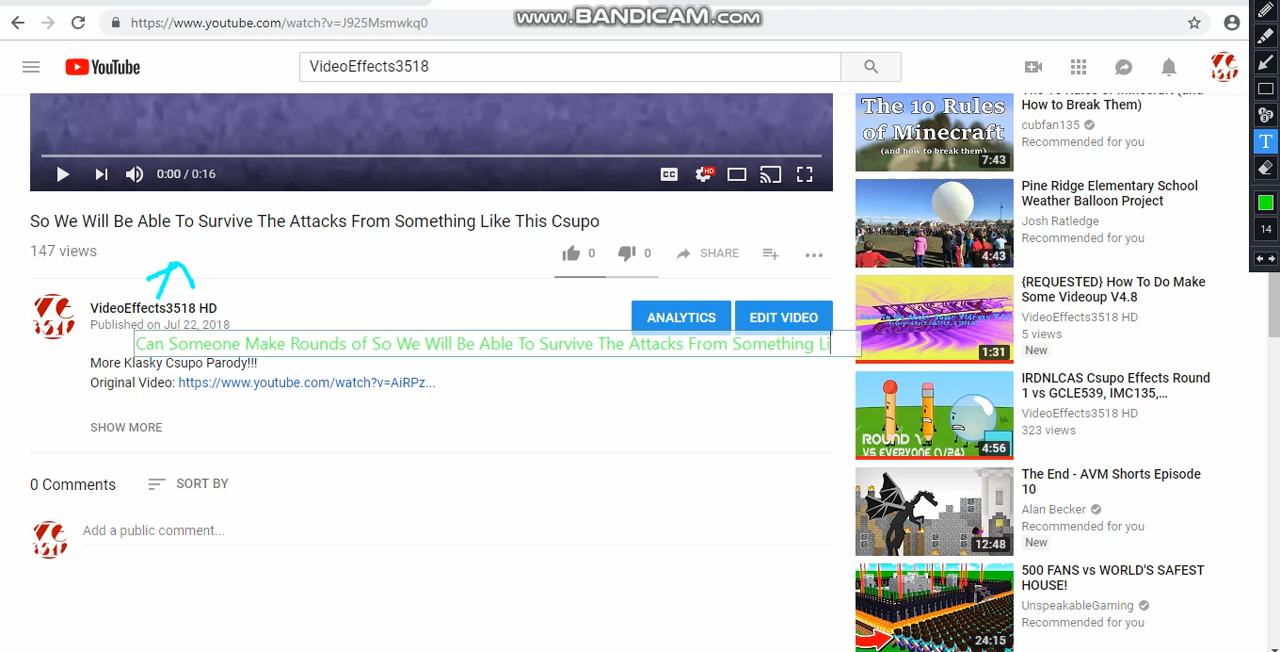 https://www.youtube.com/watch?v=J925Msmwkq0
www.BANDICAM.com
YouTube
VideoEffects3518
0:00 / 0:16
CC
HD
So We Will Be Able To Survive The Attacks From Something Like This Csupo
147 views
0
0
SHARE
VideoEffects3518 HD
Published on Jul 22, 2018
ANALYTICS
EDIT VIDEO
Can Someone Make Rounds of So We Will Be Able To Survive The Attacks From Something Li
More Klasky Csupo Parody!!!
Original Video: https://www.youtube.com/watch?v=AiRPz...
SHOW MORE
0 Comments
SORT BY
Add a public comment...
The 10 Rules
of Minecraft
(and how to break them)
7:43
The 10 Rules of Minecraft (and
How to Break Them)
cubfan135
Recommended for you
4:43
Pine Ridge Elementary School
Weather Balloon Project
Josh Ratledge
Recommended for you
1:31
{REQUESTED} How To Do Make
Some Videoup V4.8
VideoEffects3518 HD
5 views
New
ROUND 1
VS EVERYONE (1/24)
4:56
IRDNLCAS Csupo Effects Round
1 vs GCLE539, IMC135,...
VideoEffects3518 HD
323 views
12:48
The End - AVM Shorts Episode
10
Alan Becker
Recommended for you
New
24:15
500 FANS vs WORLD'S SAFEST
HOUSE!
UnspeakableGaming
Recommended for you
T
14